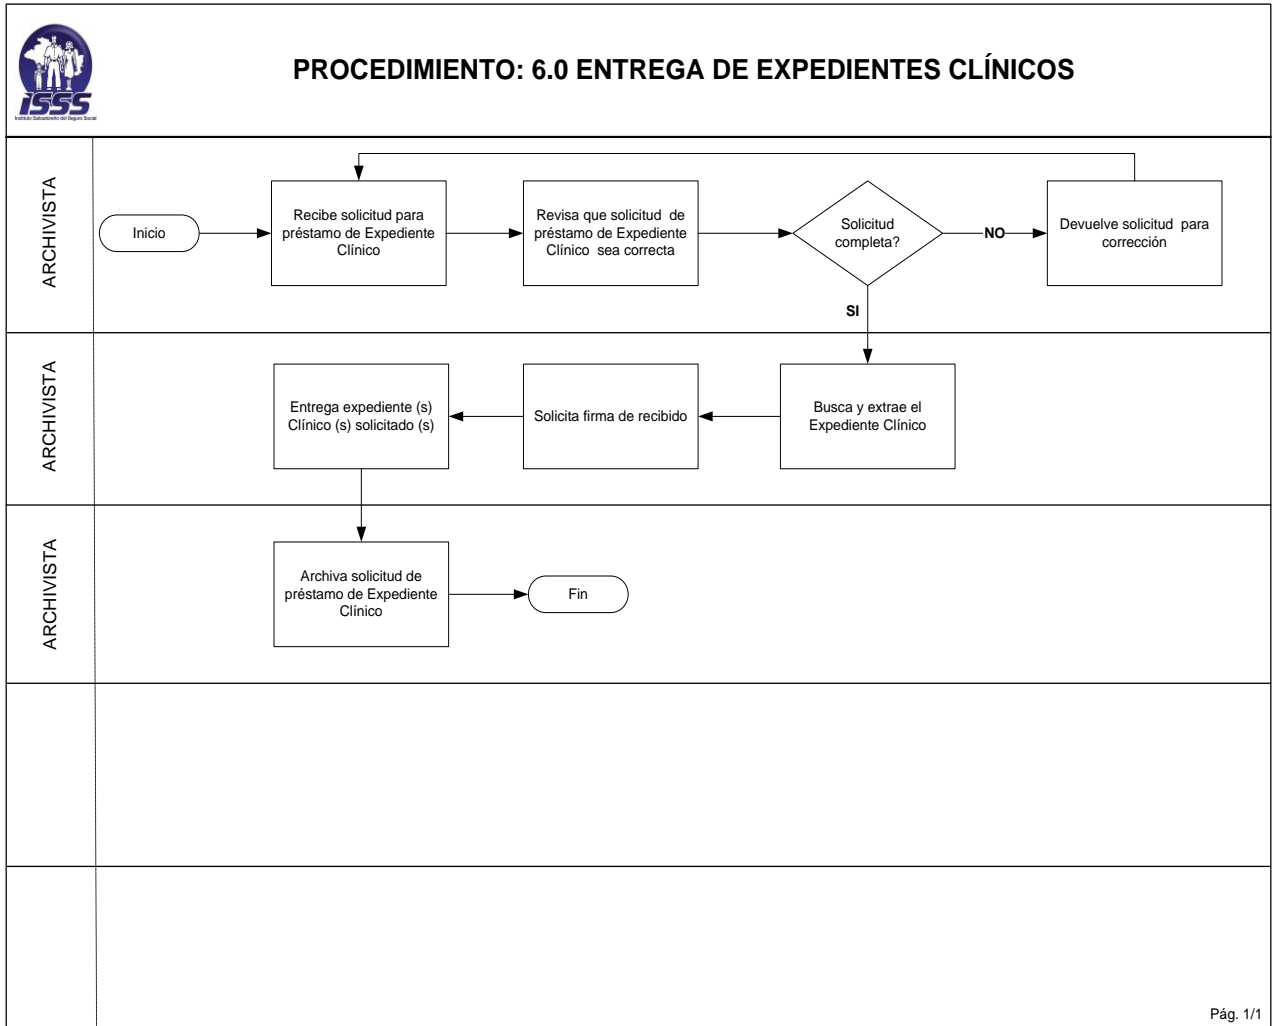 PROCEDIMIENTO: 6.0 ENTREGA DE EXPEDIENTES CLÍNICOS
ISSS
Instituto Salvadoreño del Seguro Social
ARCHIVISTA
Inicio
Recibe solicitud para
préstamo de Expediente
Clínico
Revisa que solicitud de
préstamo de Expediente
Clínico sea correcta
Solicitud
completa?
NO
Devuelve solicitud para
corrección
SI
ARCHIVISTA
Entrega expediente (s)
Clínico (s) solicitado (s)
Solicita firma de recibido
Busca y extrae el
Expediente Clínico
ARCHIVISTA
Archiva solicitud de
préstamo de Expediente
Clínico
Fin
Pág. 1/1